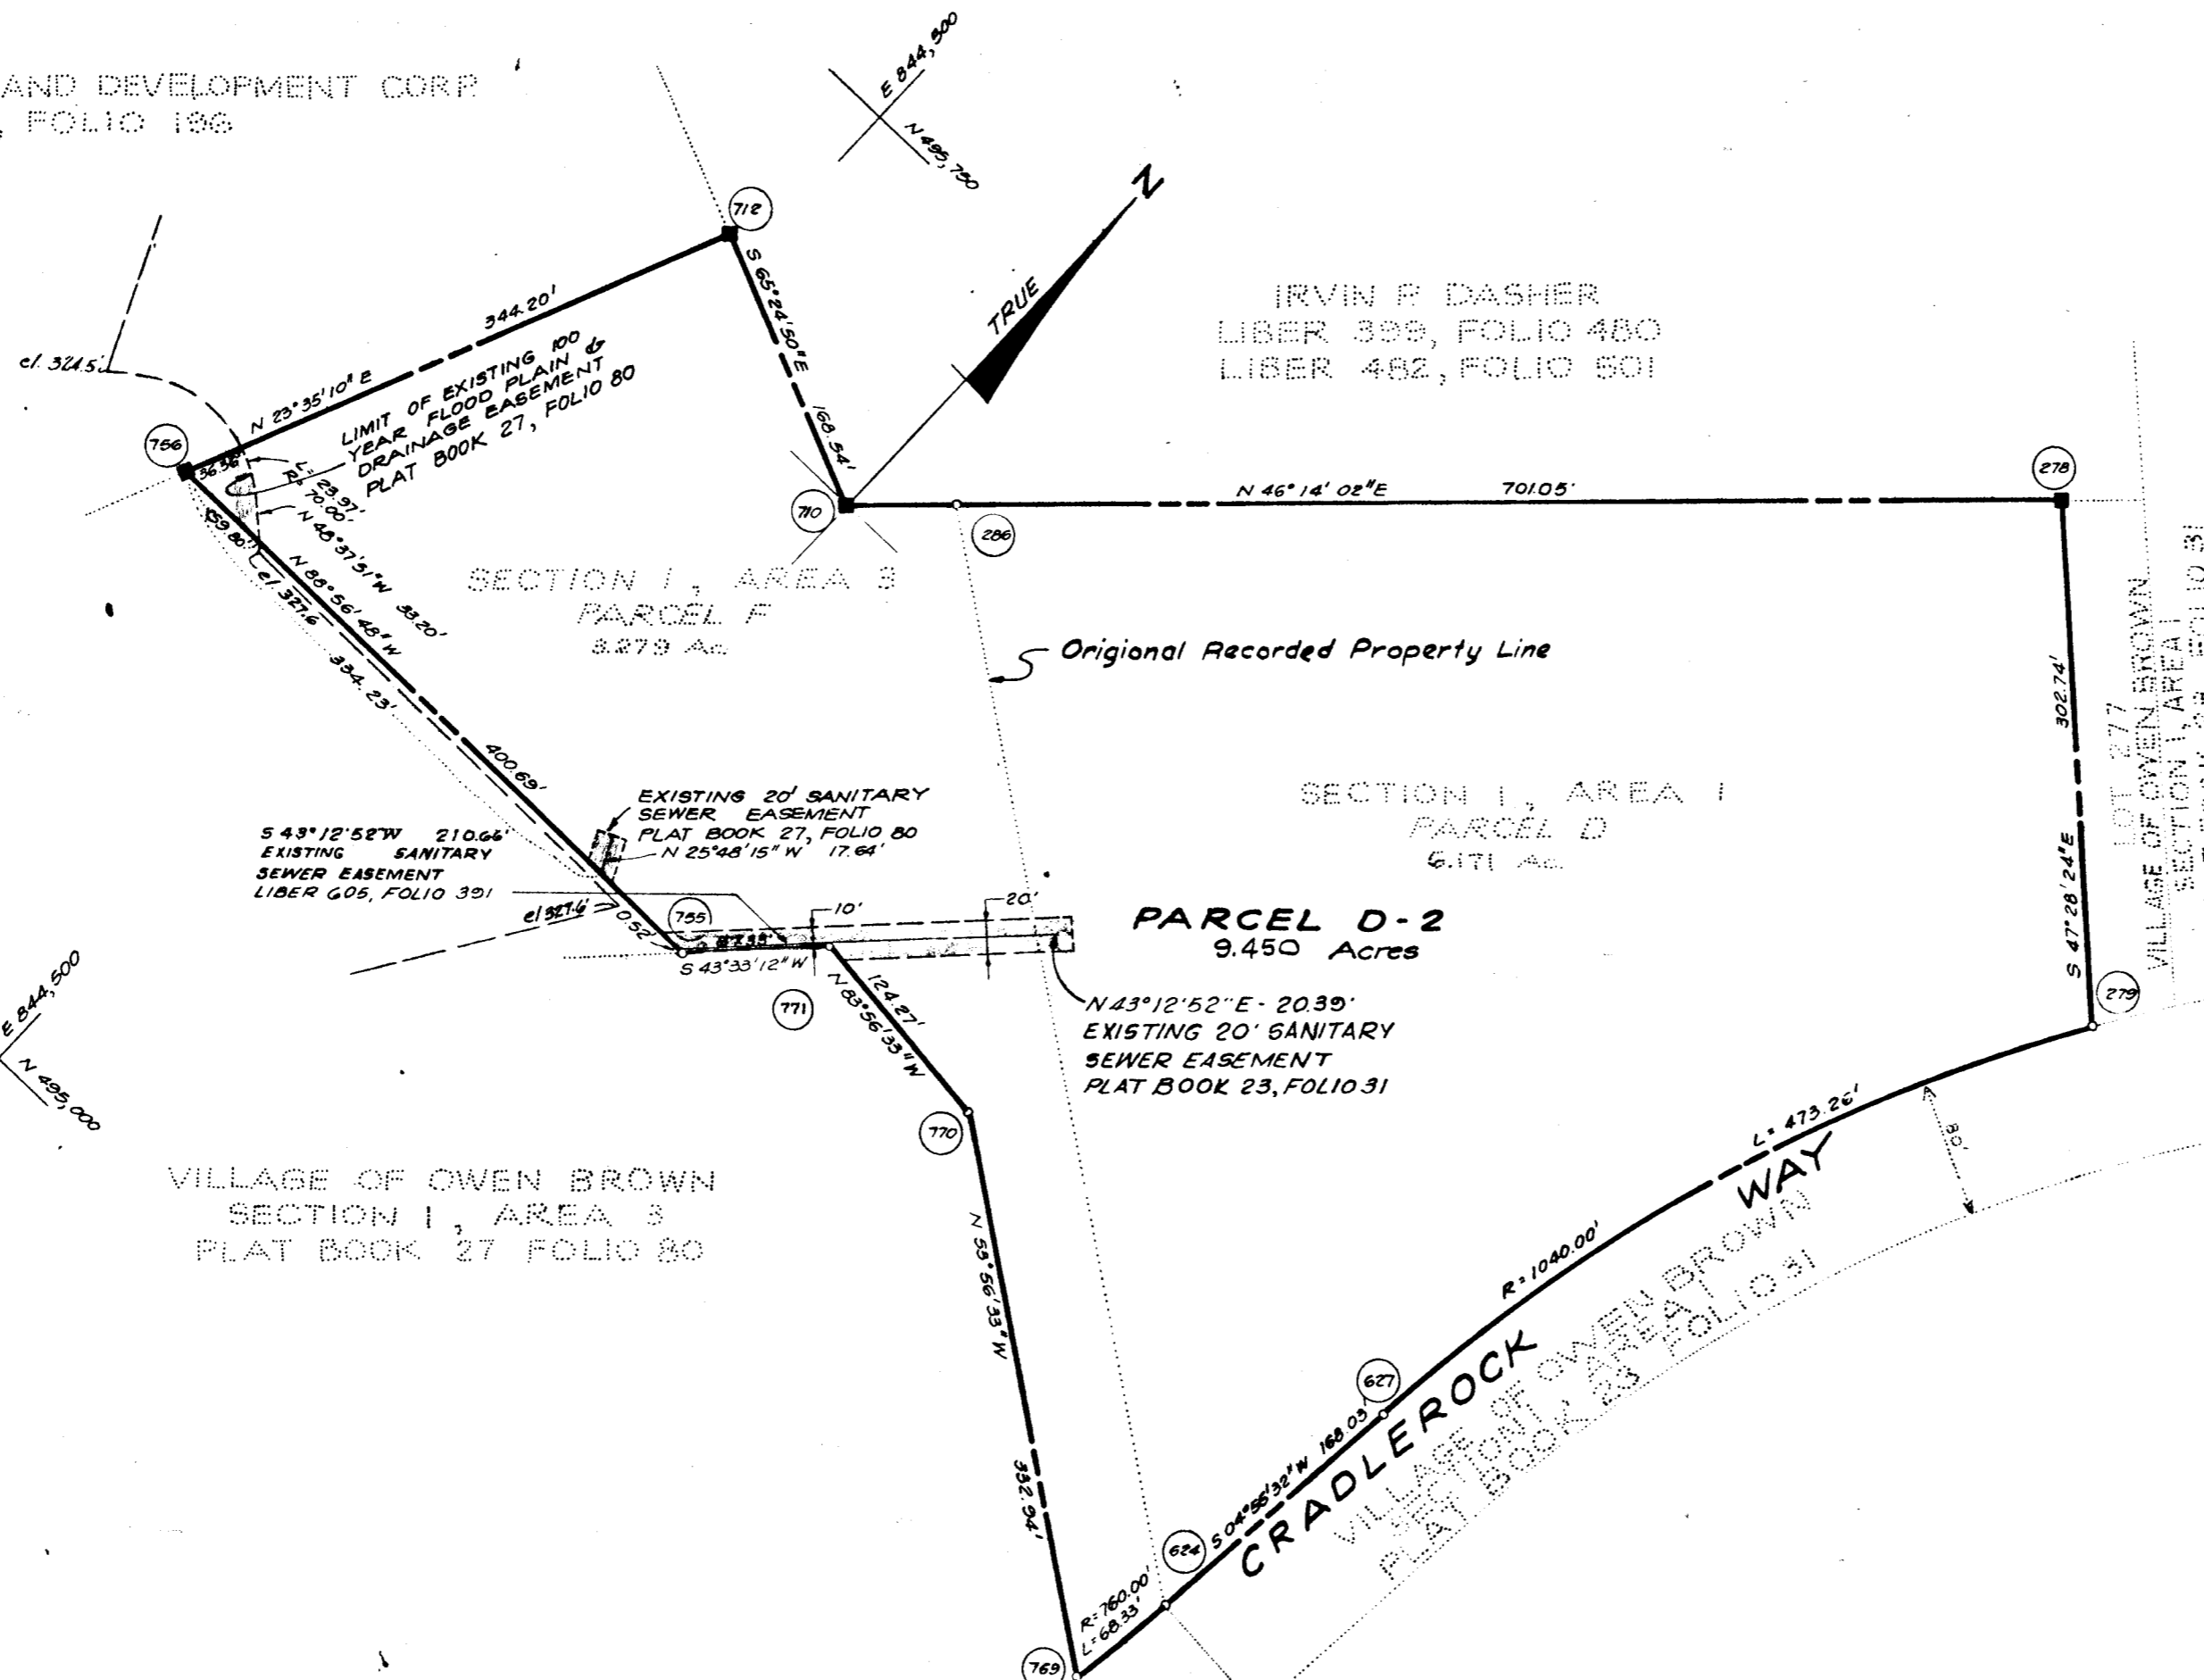 AND DEVELOPMENT CORP.
, FOLIO 186
E 844,500
N 495,750
712
TRUE
N
IRVIN P. DASHER
LIBER 399, FOLIO 480
LIBER 482, FOLIO 601
el. 324.5
344.20'
N 23°35'10" E
S 65°24'50"E
168.54'
LIMIT OF EXISTING 100
YEAR FLOOD PLAIN &
DRAINAGE EASEMENT
PLAT BOOK 27, FOLIO 80
756
36.36'
L= 23.97'
R= 70.00'
N 48°37'51" W 33.20'
59.80'
el 327.6
N 88°56'48" W
334.23'
400.69'
710
286
N 46° 14' 02"E 701.05'
278
SECTION 1, AREA 3
PARCEL F
3.279 Ac.
Origional Recorded Property Line
302.74'
S 47° 28' 24" E
279
LOT 277
VILLAGE OF OWEN BROWN
SECTION 1, AREA 1
FOLIO 31
SECTION 1, AREA 1
PARCEL D
6.171 Ac.
EXISTING 20' SANITARY
SEWER EASEMENT
PLAT BOOK 27, FOLIO 80
N 25°48'15" W 17.64'
S 43°12'52"W 210.66'
EXISTING SANITARY
SEWER EASEMENT
LIBER 605, FOLIO 391
el 327.6'
0.52'
755
10'
20'
S 43°33'12" W
771
124.27'
N 83°56'33" W
PARCEL D-2
9.450 Acres
N 43°12'52"E - 20.39'
EXISTING 20' SANITARY
SEWER EASEMENT
PLAT BOOK 23, FOLIO 31
E 844,500
N 495,000
770
VILLAGE OF OWEN BROWN
SECTION 1, AREA 3
PLAT BOOK 27 FOLIO 80
N 53° 56' 33" W
332.94'
L= 473.26'
R= 1040.00'
80'
CRADLEROCK WAY
VILLAGE OF OWEN BROWN
SECTION 1, AREA 1
PLAT BOOK 23 FOLIO 31
627
S 04°55'32" W 168.03'
624
R=760.00'
L=68.33'
769